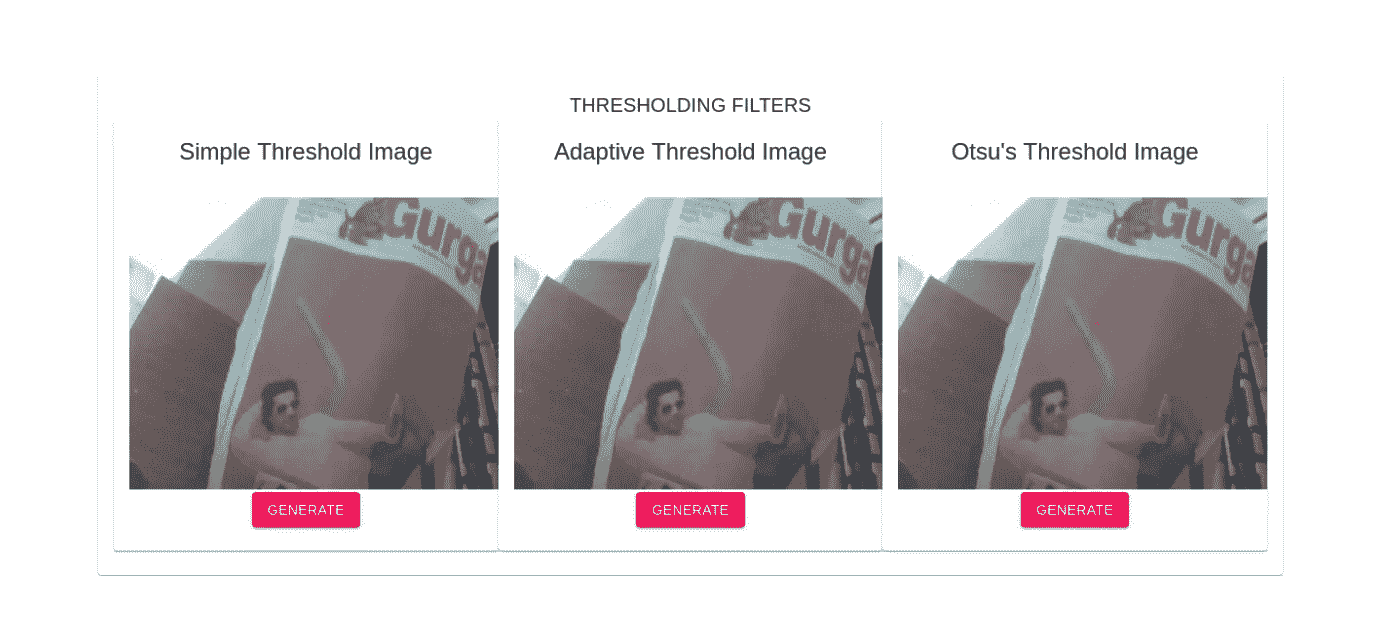 THRESHOLDING FILTERS
Simple Threshold Image
Adaptive Threshold Image
Otsu's Threshold Image
Gurga
Gurga
Gurga
GENERATE
GENERATE
GENERATE